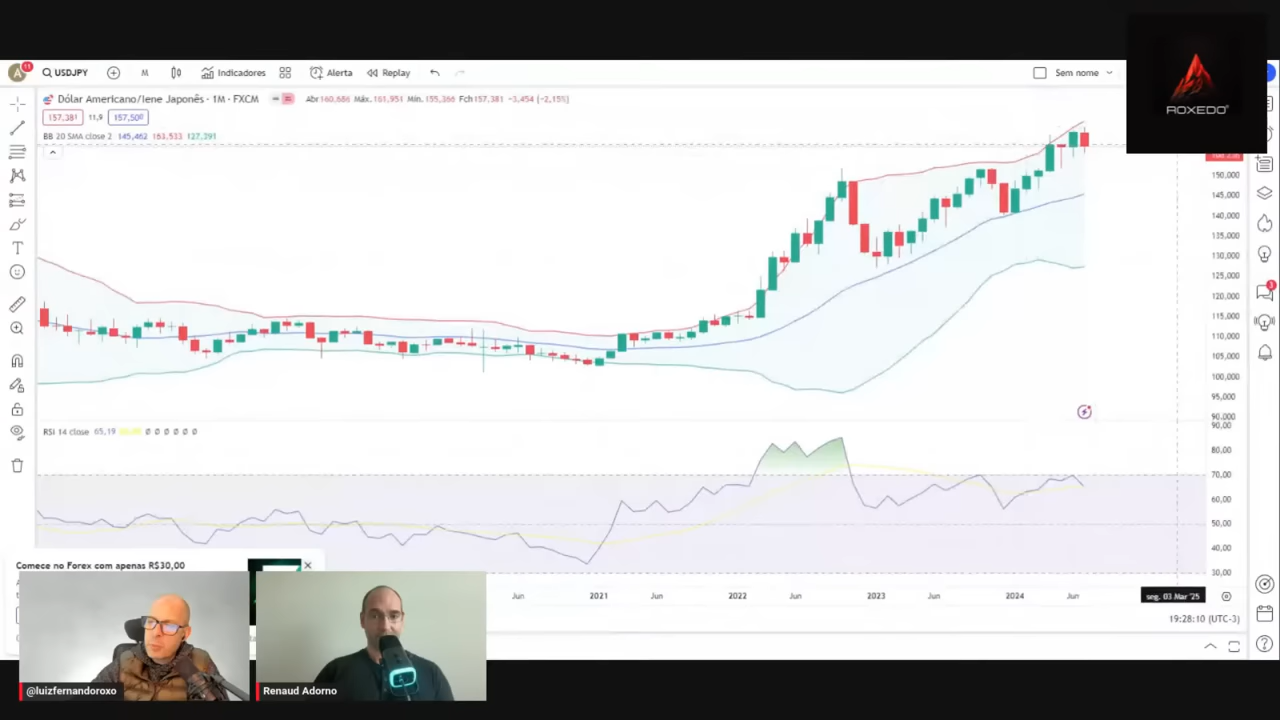 ROXEDO
A 11 USDJPY M Indicadores Alerta Replay Sem nome
Dólar Americano/Iene Japonês · 1M · FXCM Abr160,686 Máx.161,951 Mín.155,366 Fch157,381 −3,454 (−2,15%)
157,381 11,9 157,500
BB 20 SMA close 2 145,462 163,533 127,391
150,000
145,000
140,000
135,000
130,000
125,000
120,000
115,000
110,000
105,000
100,000
95,000
90,000
3
RSI 14 close 65,19 Ø Ø Ø Ø Ø Ø
90,00
80,00
70,00
60,00
50,00
40,00
30,00
Comece no Forex com apenas R$30,00
Jun 2021 Jun 2022 Jun 2023 Jun 2024 Jun seg. 03 Mar '25
19:28:10 (UTC-3)
@luizfernandoroxo
Renaud Adorno